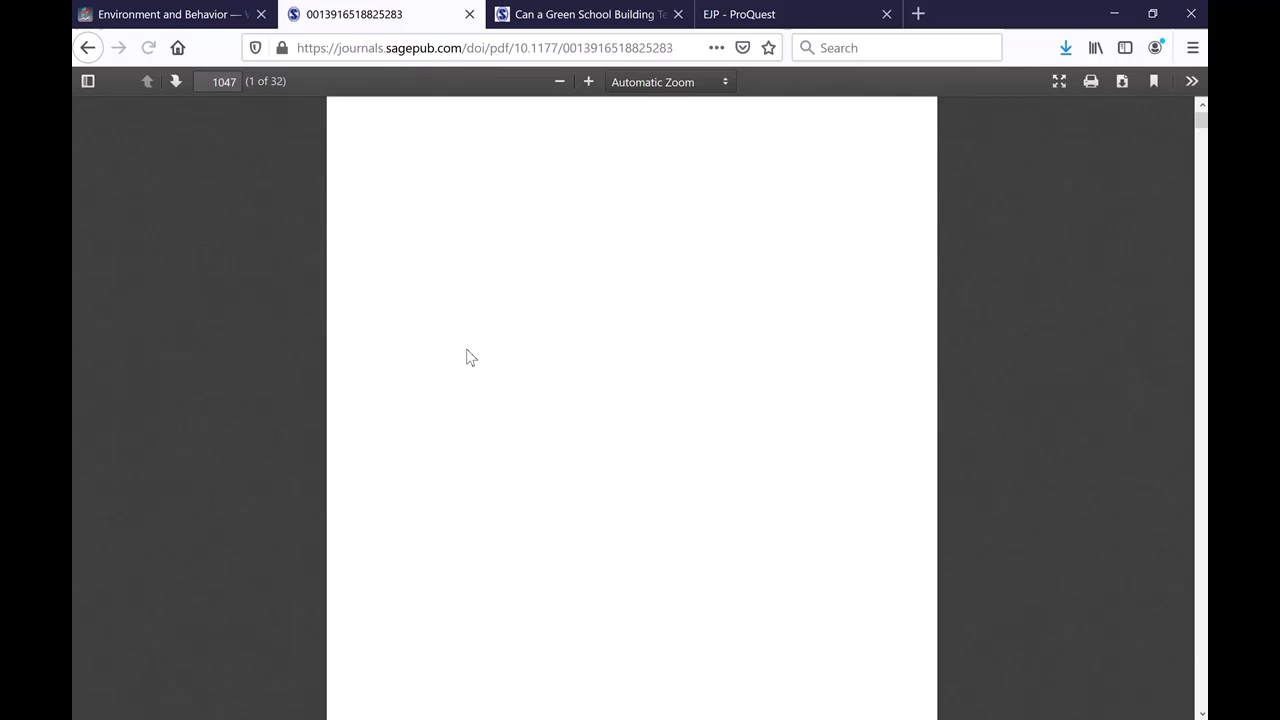 Environment and Behavior — V
0013916518825283
Can a Green School Building Te
EJP - ProQuest
https://journals.sagepub.com/doi/pdf/10.1177/0013916518825283
Search
1047 (1 of 32)
Automatic Zoom